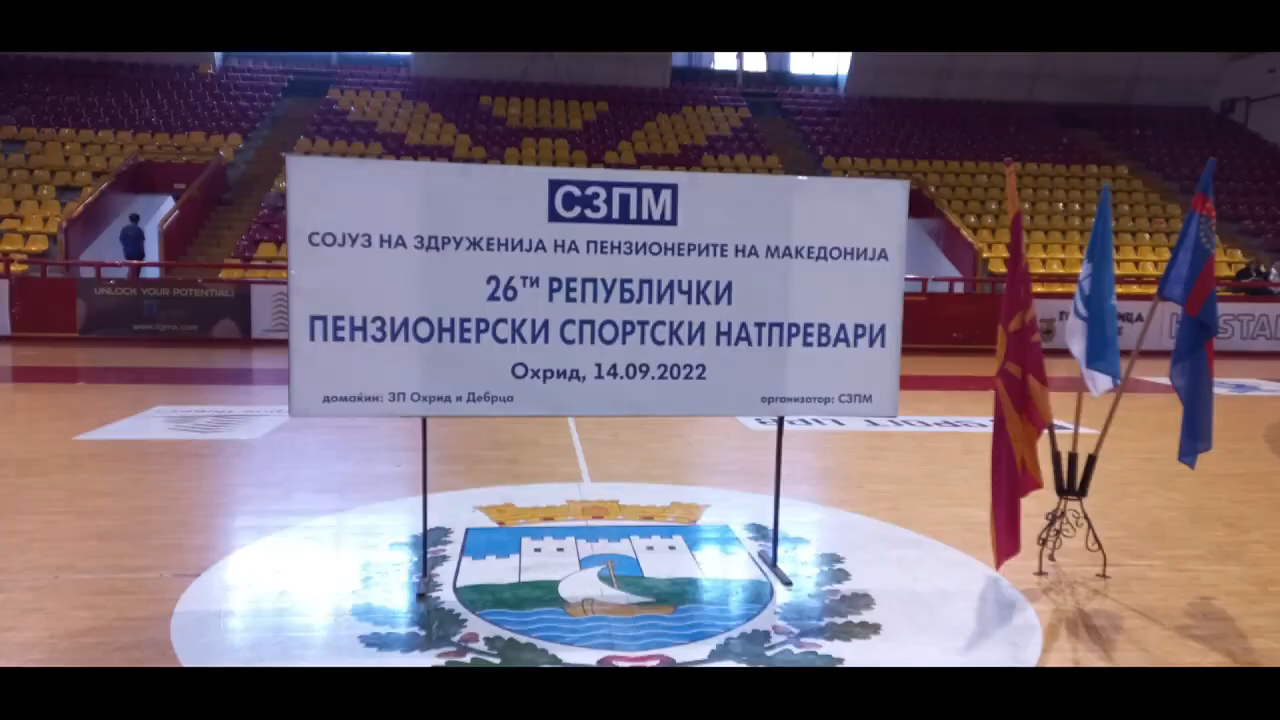 СЗПМ
СОЈУЗ НА ЗДРУЖЕНИЈА НА ПЕНЗИОНЕРИТЕ НА МАКЕДОНИЈА
26ТИ РЕПУБЛИЧКИ
ПЕНЗИОНЕРСКИ СПОРТСКИ НАТПРЕВАРИ
Охрид, 14.09.2022
домаќин: ЗП Охрид и Дебрца
организатор: СЗПМ
UNLOCK YOUR POTENTIAL!